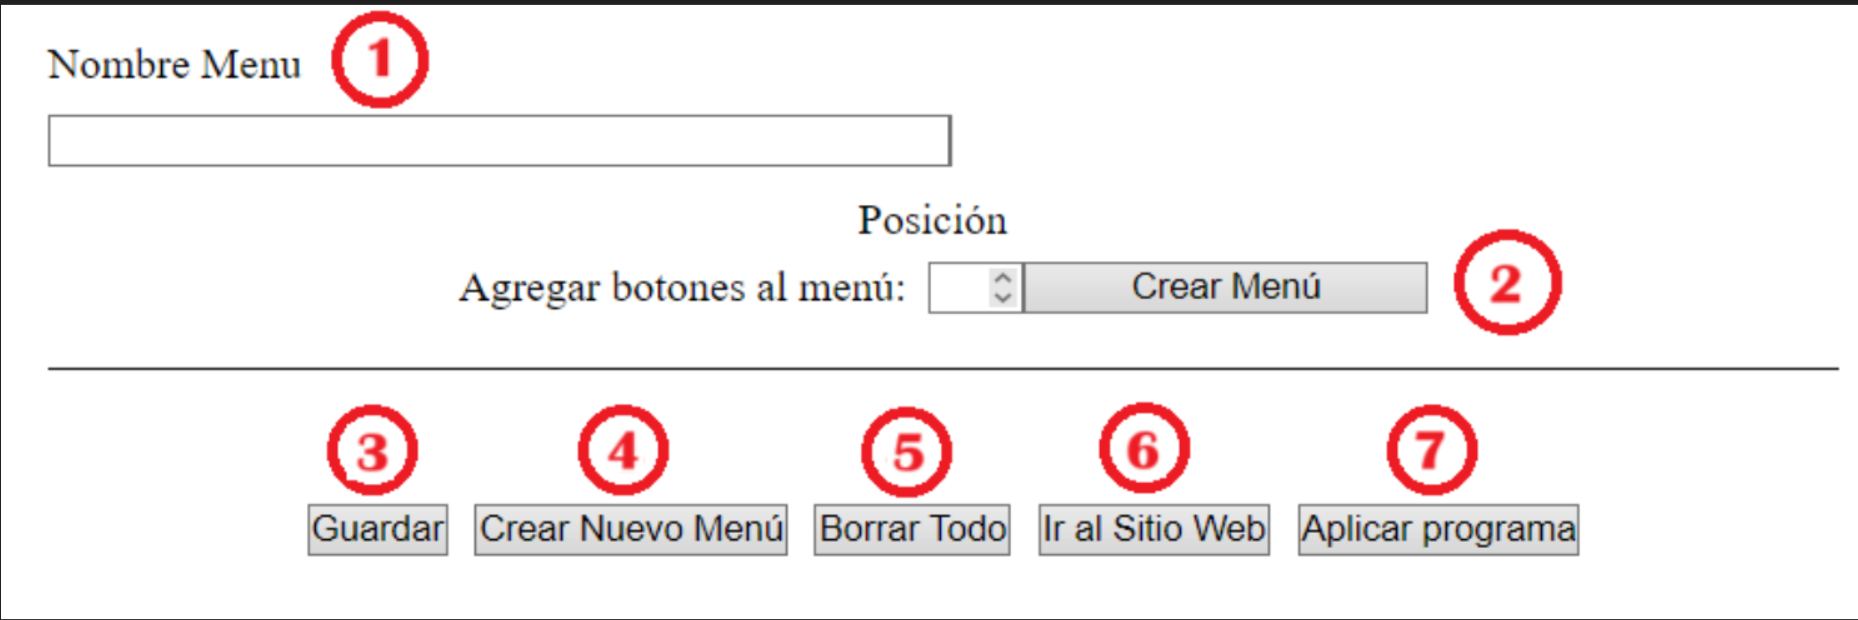 Nombre Menu 1
Posición
Agregar botones al menú: Crear Menú 2
3 4 5 6 7
Guardar Crear Nuevo Menú Borrar Todo Ir al Sitio Web Aplicar programa